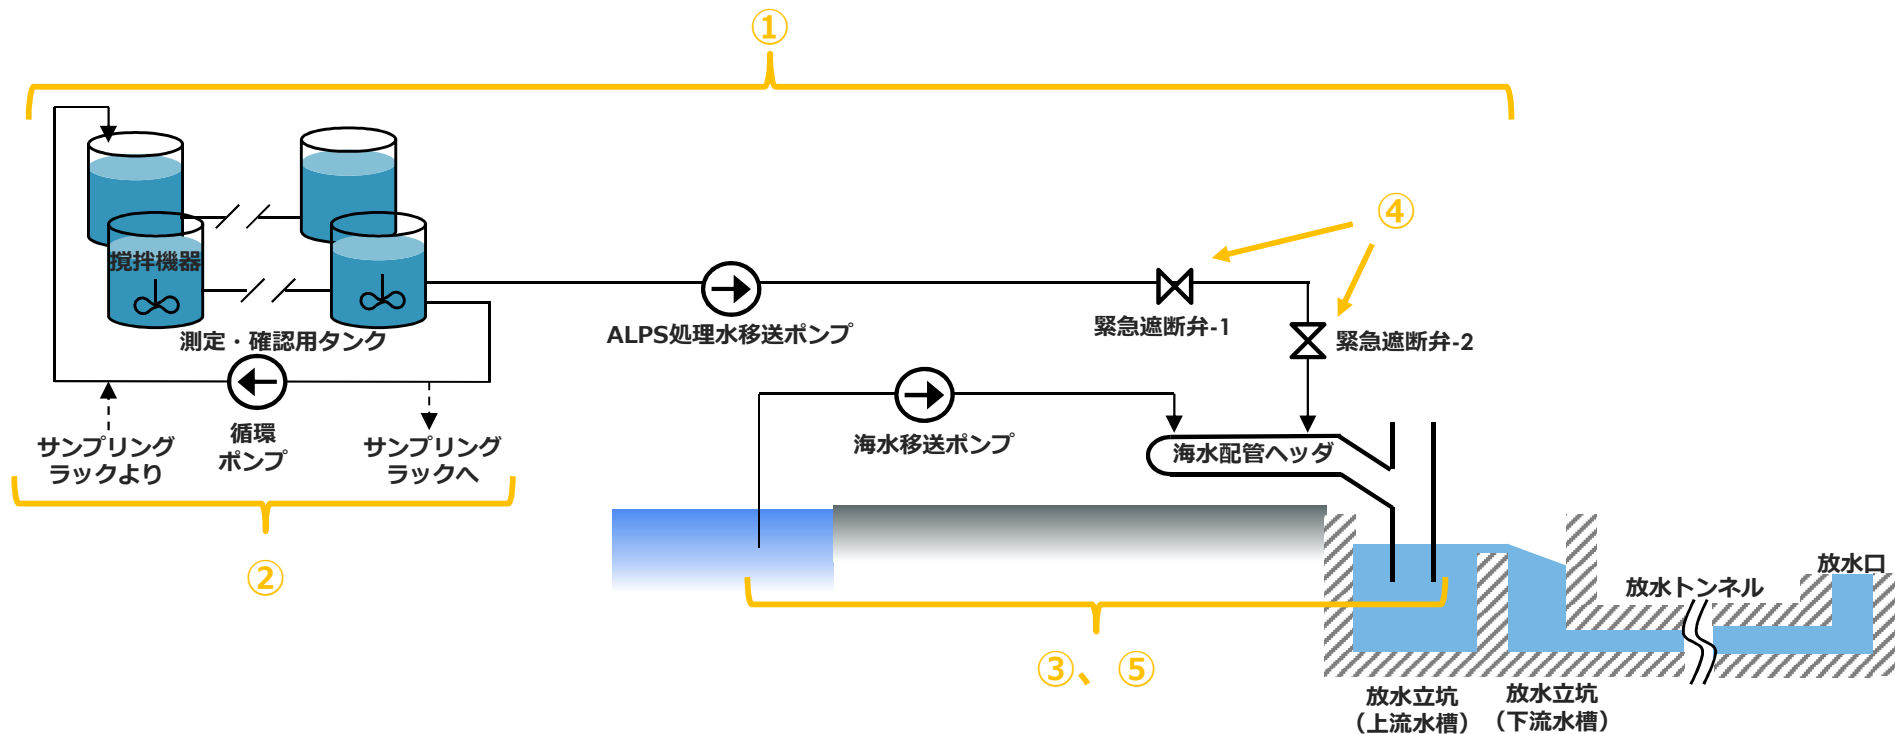 ①
④
撹拌機器
測定・確認用タンク
ALPS処理水移送ポンプ
緊急遮断弁-1
緊急遮断弁-2
循環
ポンプ
サンプリング
ラックより
サンプリング
ラックへ
海水移送ポンプ
海水配管ヘッダ
②
③、⑤
放水トンネル
放水口
放水立坑
（上流水槽）
放水立坑
（下流水槽）